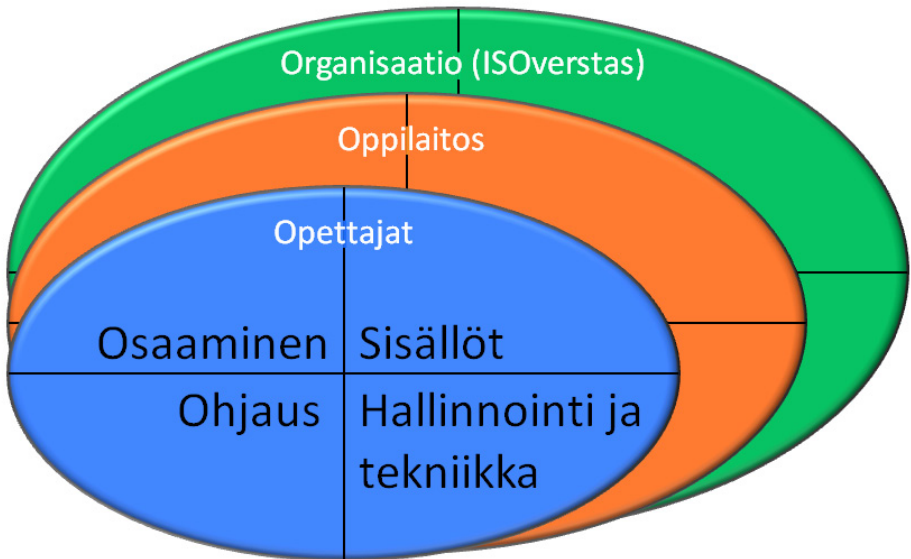 Organisaatio (ISOverstas)
Oppilaitos
Opettajat
Osaaminen
Sisällöt
Ohjaus
Hallinnointi ja
tekniikka